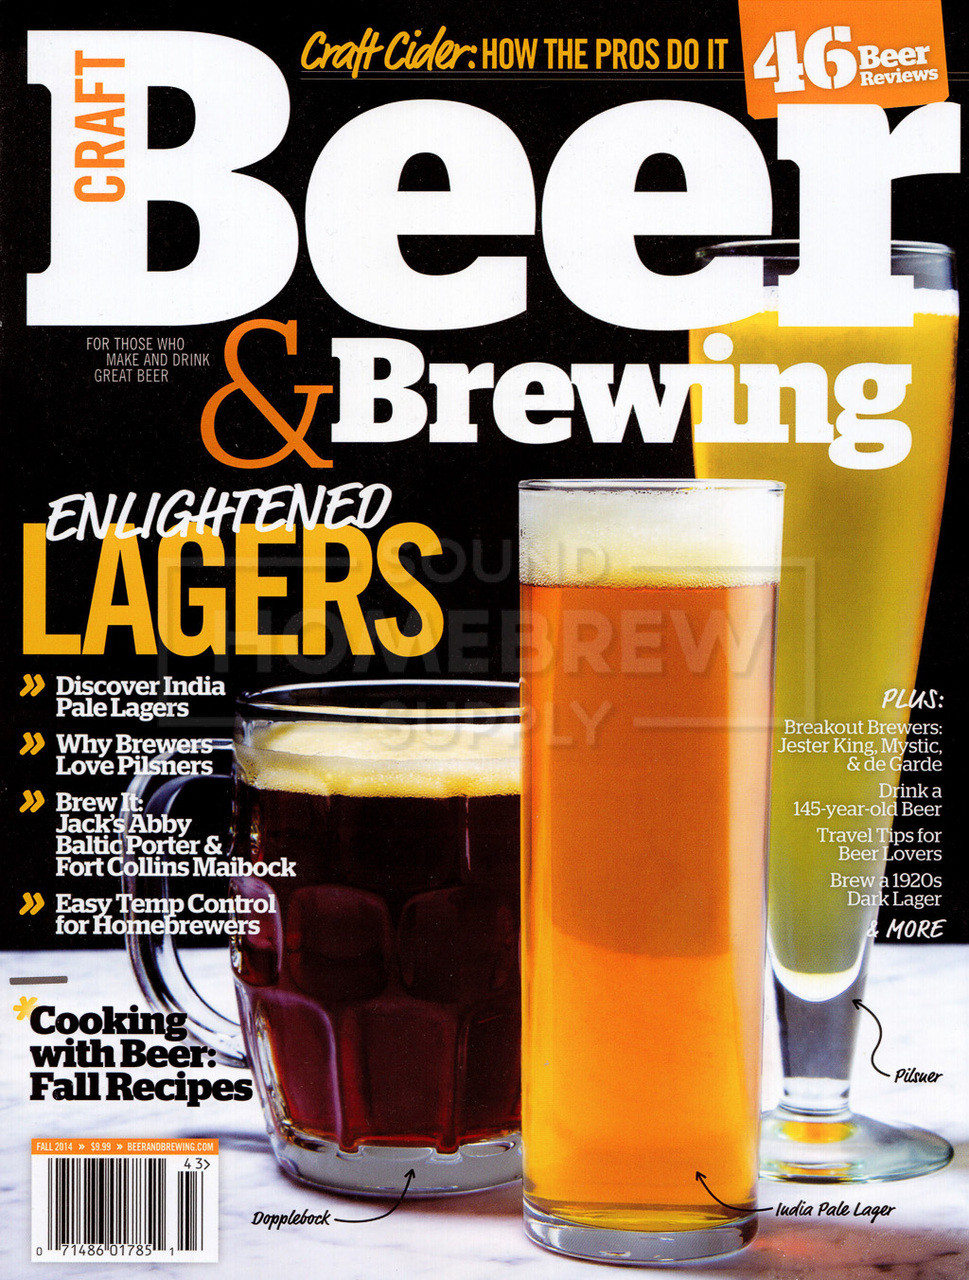 Craft Cider: HOW THE PROS DO IT
46 Beer
Reviews
CRAFT
Beer
& Brewing
FOR THOSE WHO
MAKE AND DRINK
GREAT BEER
ENLIGHTENED
LAGERS
» Discover India
Pale Lagers
» Why Brewers
Love Pilsners
» Brew It:
Jack's Abby
Baltic Porter &
Fort Collins Maibock
» Easy Temp Control
for Homebrewers
SOUND
HOMEBREW
SUPPLY
PLUS:
Breakout Brewers:
Jester King, Mystic,
& de Garde
Drink a
145-year-old Beer
Travel Tips for
Beer Lovers
Brew a 1920s
Dark Lager
& MORE
*Cooking
with Beer:
Fall Recipes
Pilsner
Dopplebock
India Pale Lager
FALL 2014 » $9.99 » BEERANDBREWING.COM
43>
0 71486 01785 1